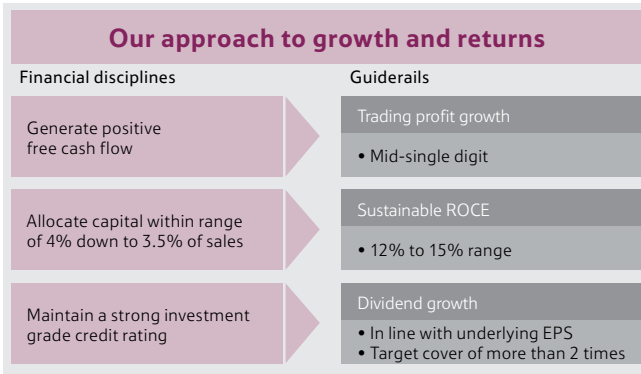 Our approach to growth and returns
Financial disciplines
Guiderails
Generate positive
free cash flow
Trading profit growth
• Mid-single digit
Allocate capital within range
of 4% down to 3.5% of sales
Sustainable ROCE
• 12% to 15% range
Maintain a strong investment
grade credit rating
Dividend growth
• In line with underlying EPS
• Target cover of more than 2 times